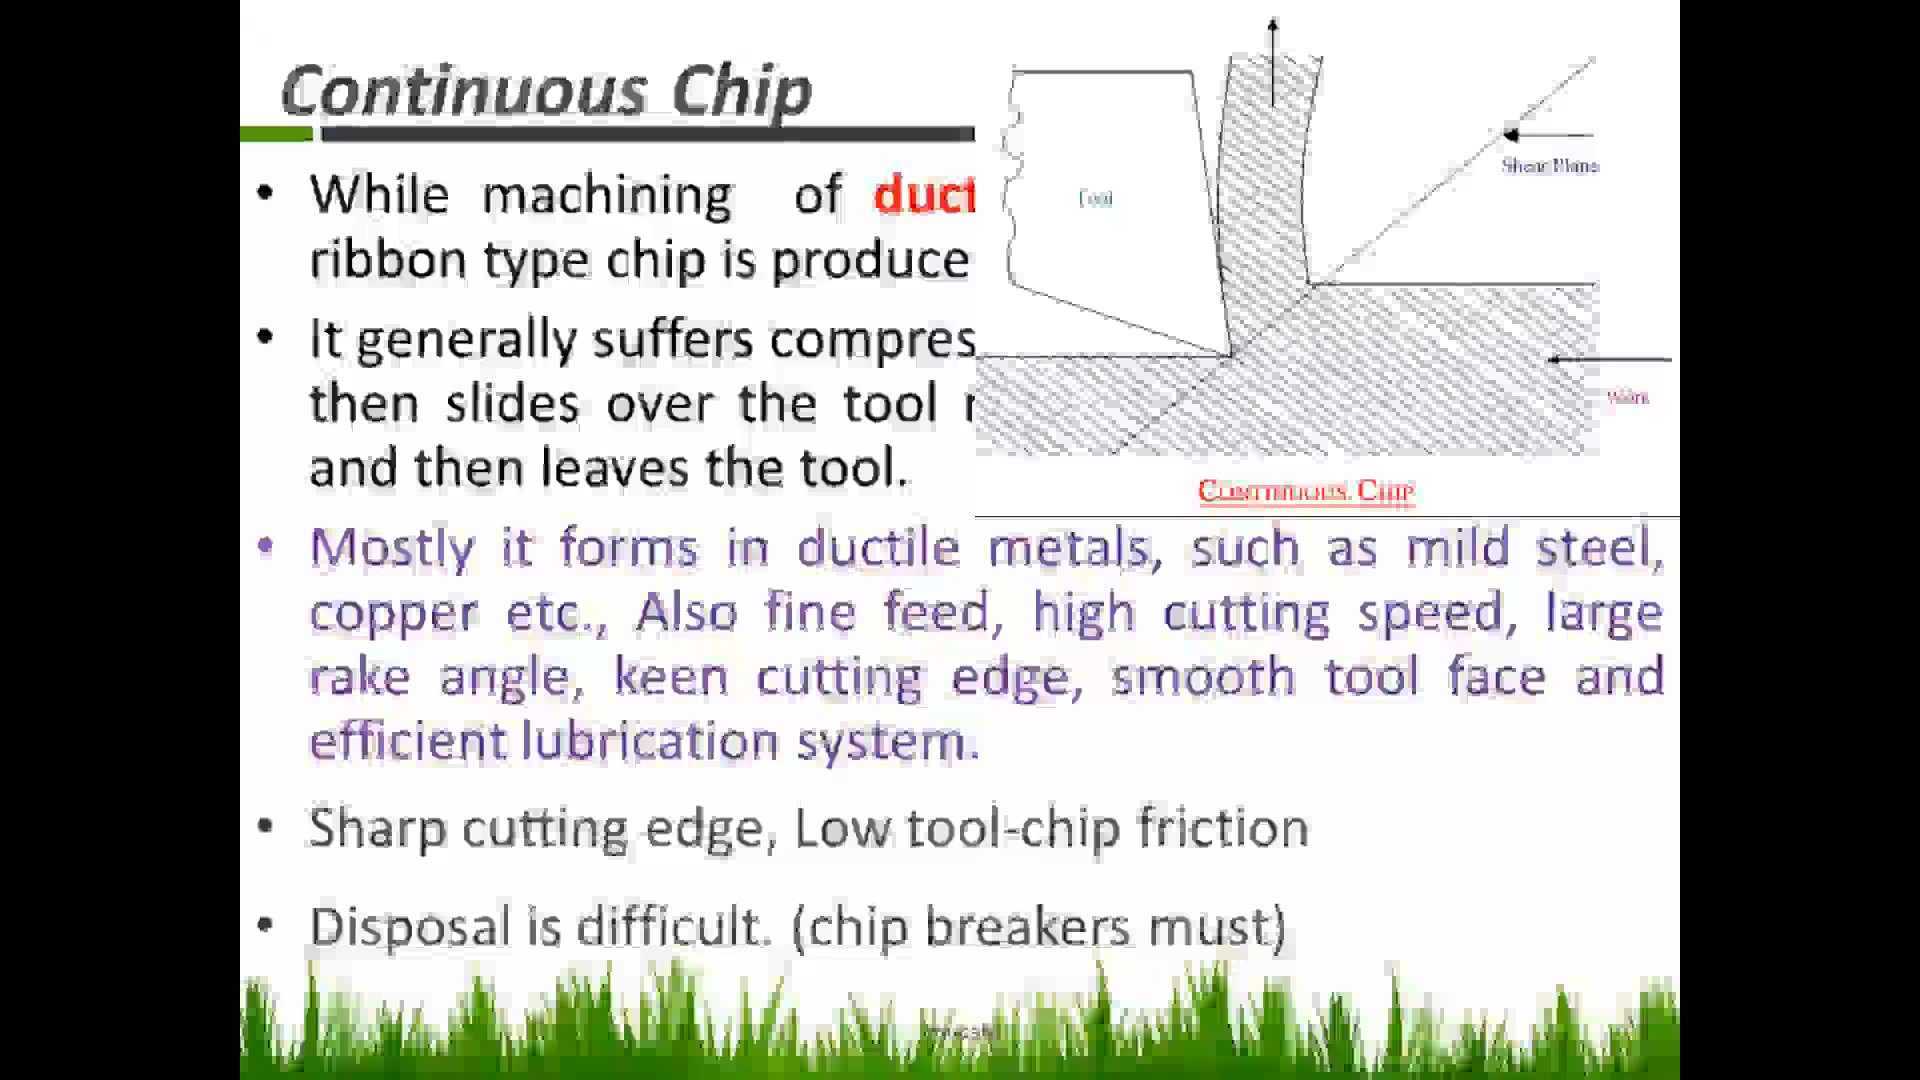 Continuous Chip
• While machining of duct
ribbon type chip is produce
• It generally suffers compres
then slides over the tool r
and then leaves the tool.
Tool
Shear Plane
Work
CONTINUOUS CHIP
• Mostly it forms in ductile metals, such as mild steel,
copper etc., Also fine feed, high cutting speed, large
rake angle, keen cutting edge, smooth tool face and
efficient lubrication system.
• Sharp cutting edge, Low tool-chip friction
• Disposal is difficult. (chip breakers must)